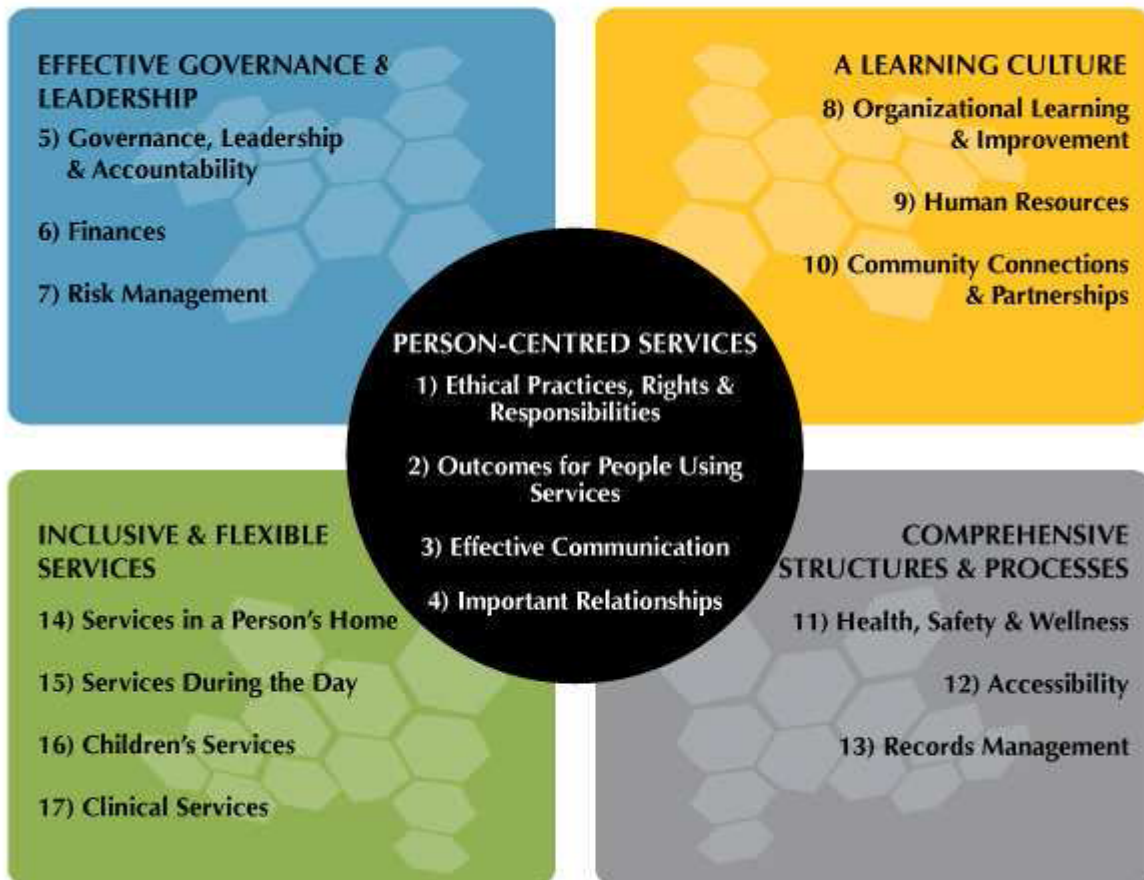 EFFECTIVE GOVERNANCE &
LEADERSHIP
5) Governance, Leadership
& Accountability
6) Finances
7) Risk Management
A LEARNING CULTURE
8) Organizational Learning
& Improvement
9) Human Resources
10) Community Connections
& Partnerships
PERSON-CENTRED SERVICES
1) Ethical Practices, Rights &
Responsibilities
2) Outcomes for People Using
Services
3) Effective Communication
4) Important Relationships
INCLUSIVE & FLEXIBLE
SERVICES
14) Services in a Person's Home
15) Services During the Day
16) Children's Services
17) Clinical Services
COMPREHENSIVE
STRUCTURES & PROCESSES
11) Health, Safety & Wellness
12) Accessibility
13) Records Management